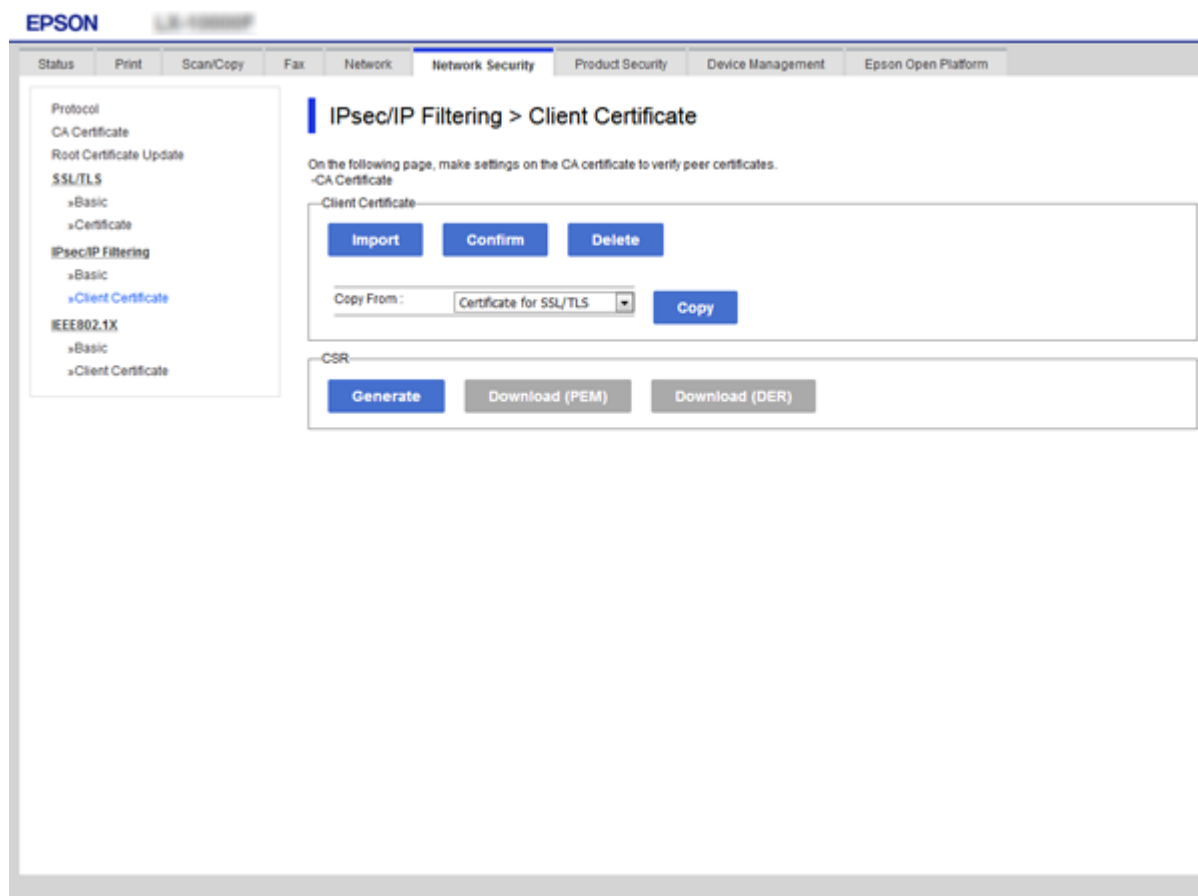 EPSON
Status Print Scan/Copy Fax Network Network Security Product Security Device Management Epson Open Platform
Protocol
CA Certificate
Root Certificate Update
SSL/TLS
»Basic
»Certificate
IPsec/IP Filtering
»Basic
»Client Certificate
IEEE802.1X
»Basic
»Client Certificate
IPsec/IP Filtering > Client Certificate
On the following page, make settings on the CA certificate to verify peer certificates.
-CA Certificate
Client Certificate
Import Confirm Delete
Copy From : Certificate for SSL/TLS Copy
CSR
Generate Download (PEM) Download (DER)